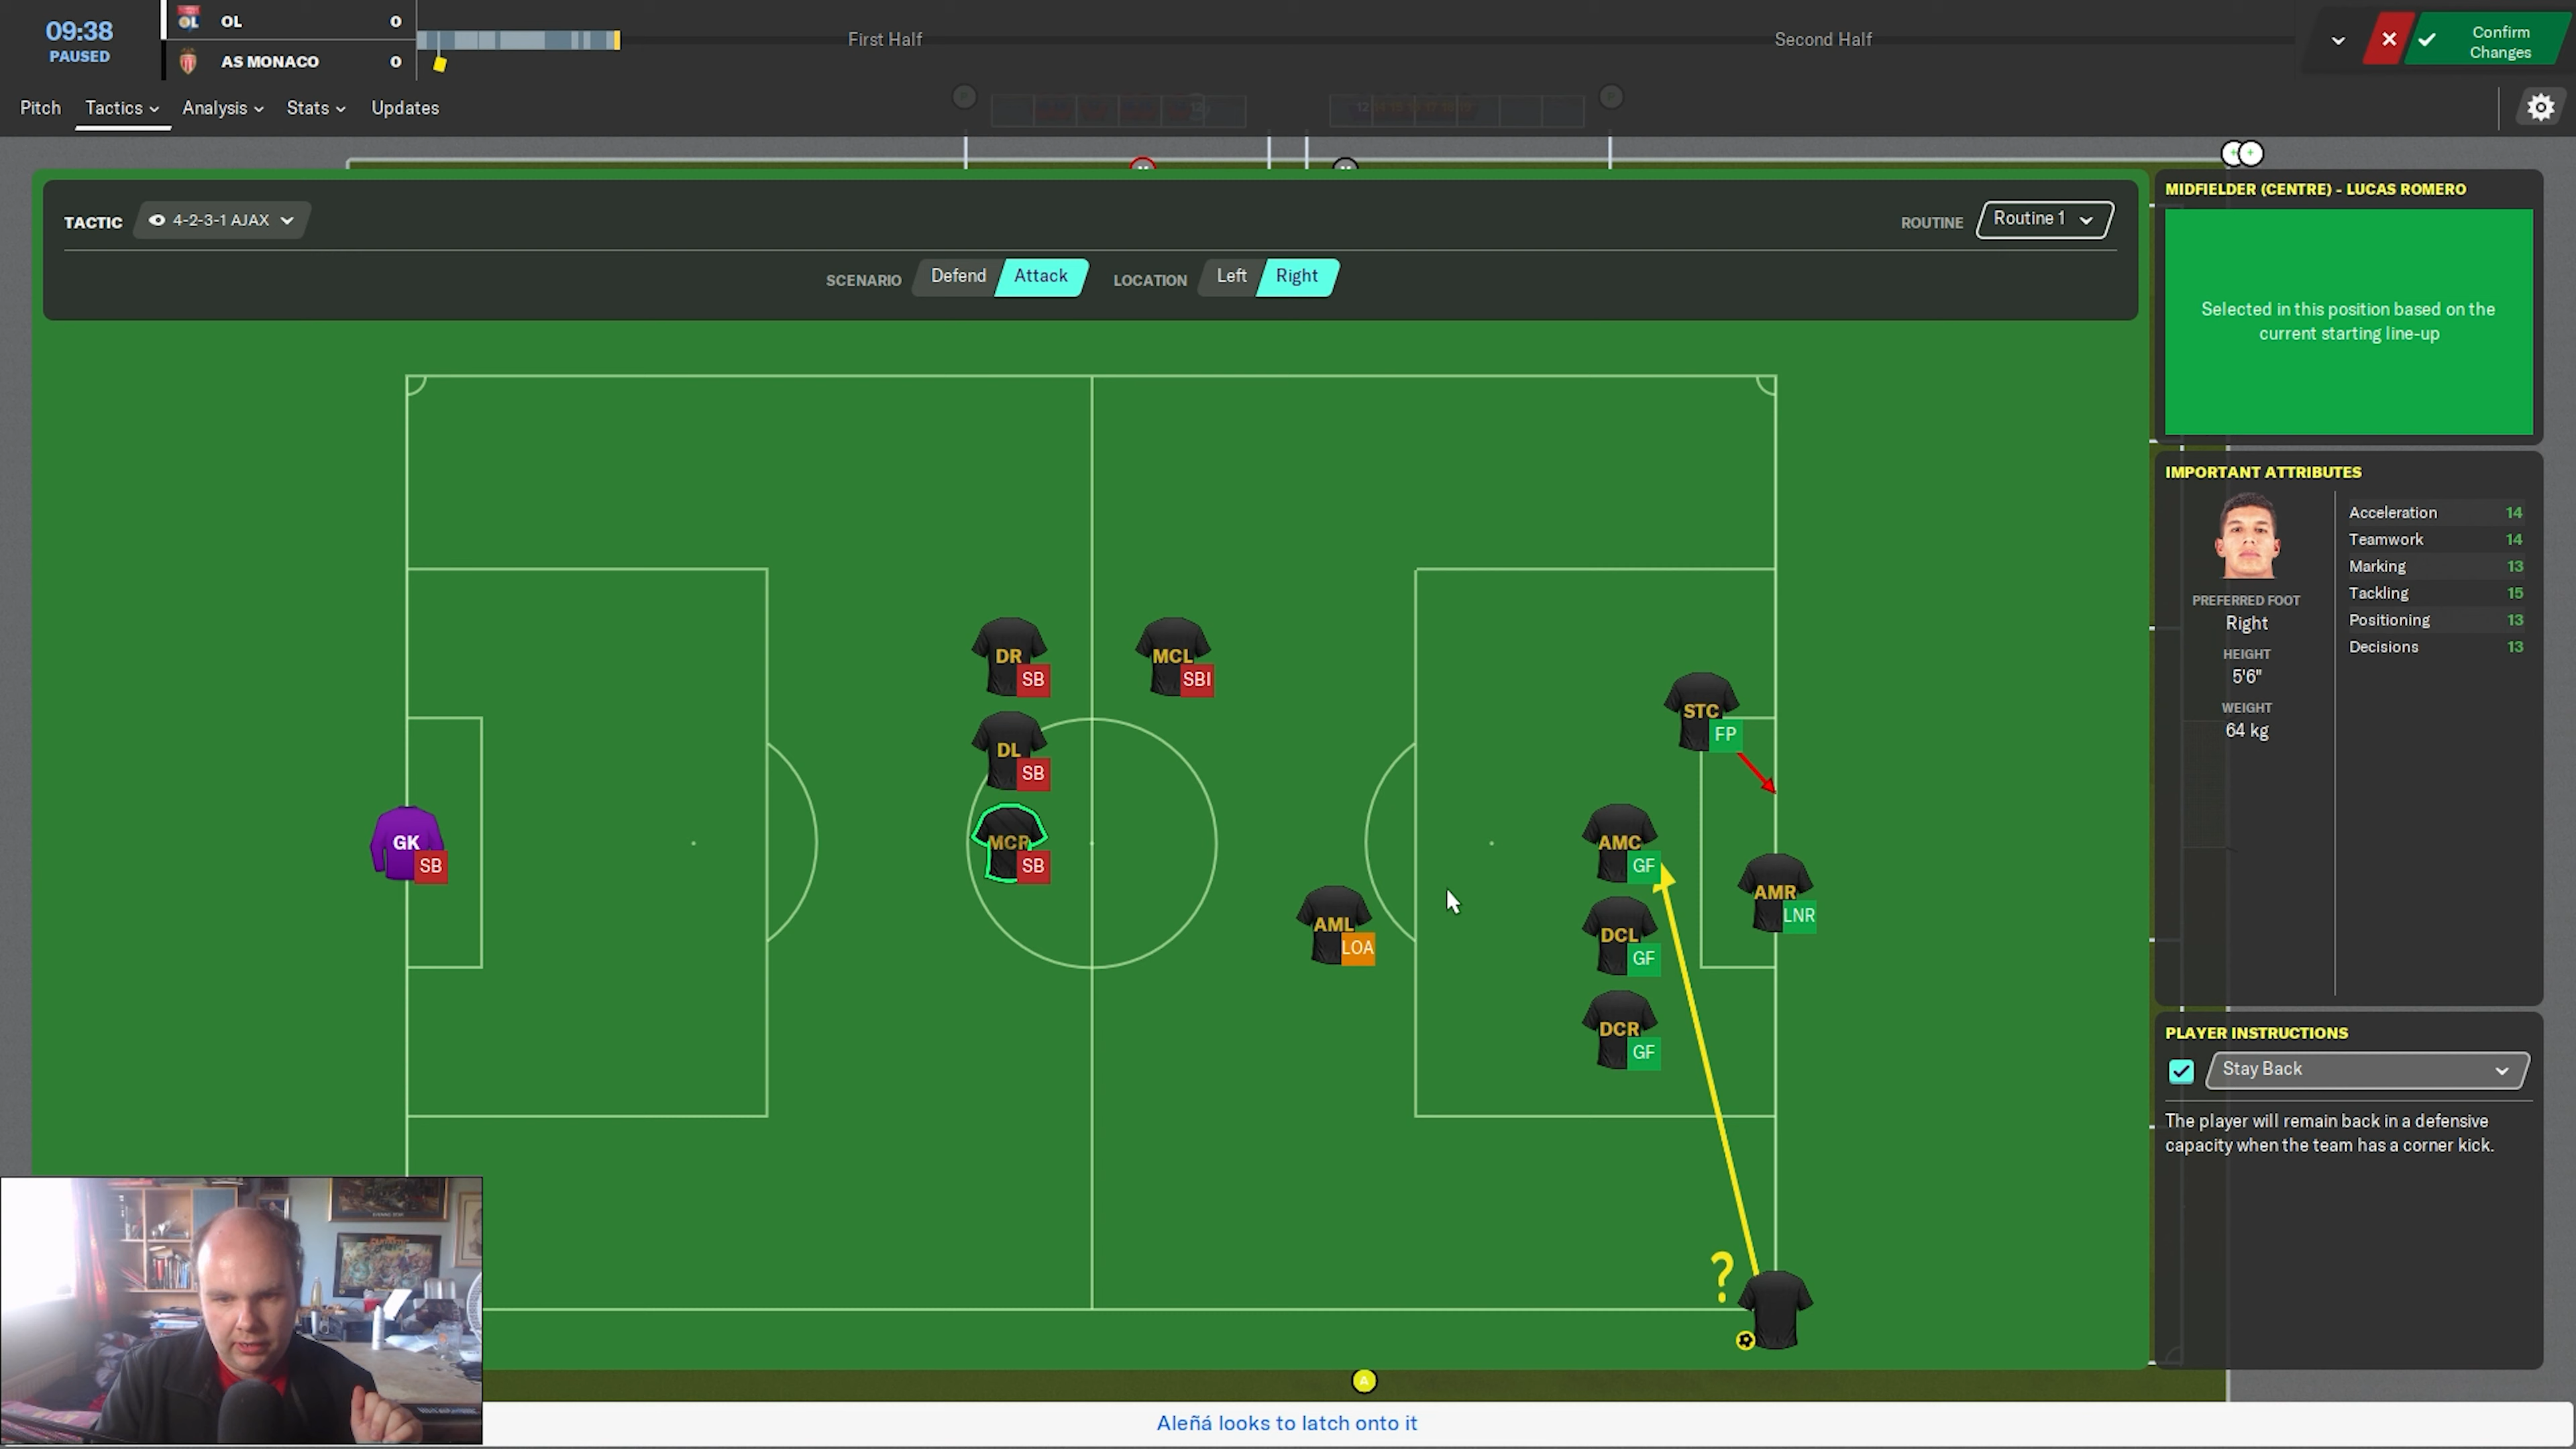 09:38
PAUSED
OL 0
AS MONACO 0
First Half
Second Half
Confirm
Changes
Pitch Tactics Analysis Stats Updates
TACTIC 4-2-3-1 AJAX
ROUTINE Routine 1
SCENARIO Defend Attack LOCATION Left Right
DR
SB
MCL
SBI
STC
FP
DL
SB
GK
SB
MCR
SB
AMC
GF
AMR
LNR
AML
LOA
DCL
GF
DCR
GF
?
A
Aleñá looks to latch onto it
MIDFIELDER (CENTRE) - LUCAS ROMERO
Selected in this position based on the
current starting line-up
IMPORTANT ATTRIBUTES
PREFERRED FOOT
Right
HEIGHT
5'6"
WEIGHT
64 kg
Acceleration 14
Teamwork 14
Marking 13
Tackling 15
Positioning 13
Decisions 13
PLAYER INSTRUCTIONS
Stay Back
The player will remain back in a defensive
capacity when the team has a corner kick.